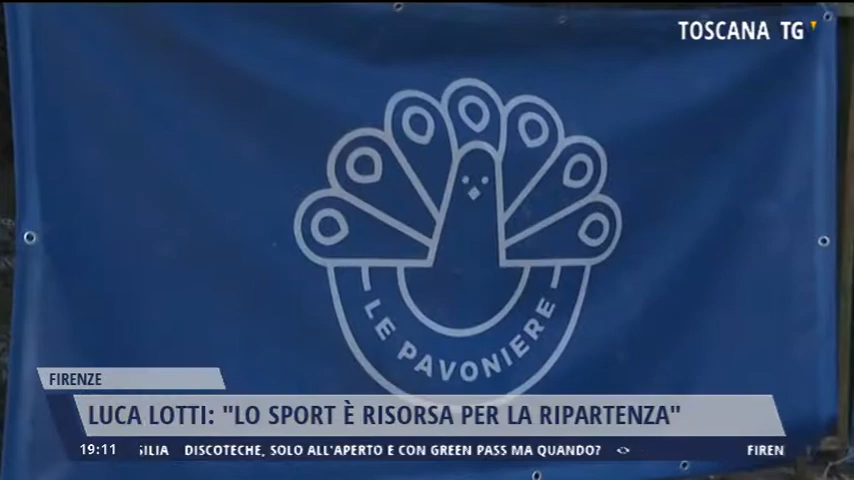 TOSCANA TG
LE PAVONIERE
FIRENZE
LUCA LOTTI: "LO SPORT È RISORSA PER LA RIPARTENZA"
19:11 SILIA DISCOTECHE, SOLO ALL'APERTO E CON GREEN PASS MA QUANDO? FIREN